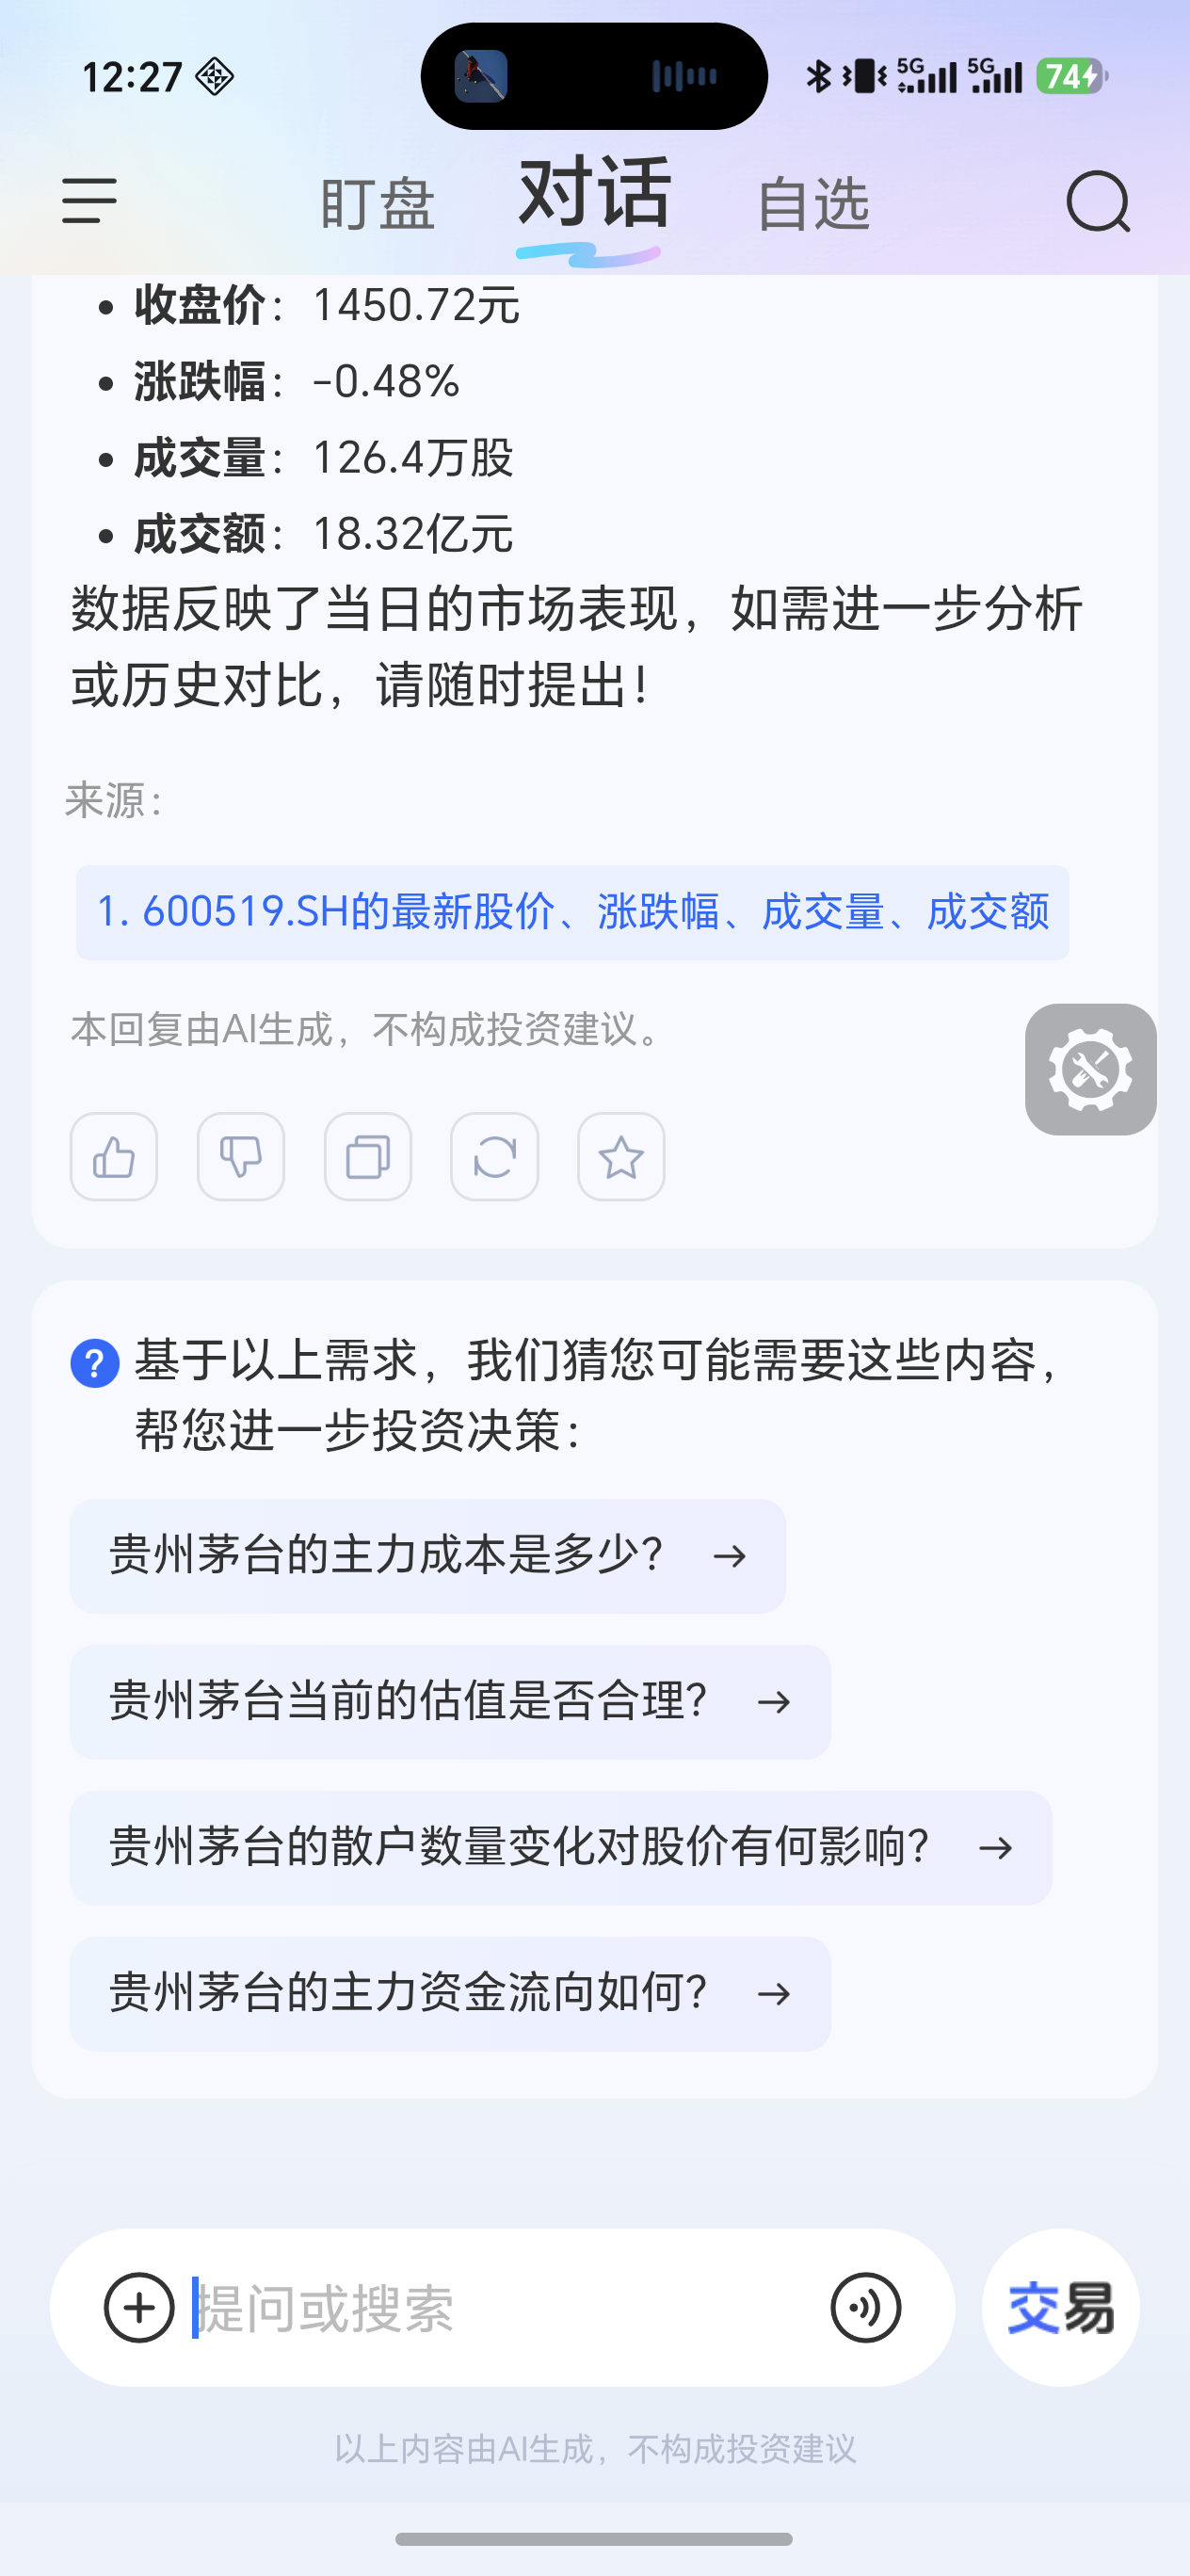 12:27
5G
5G
74
盯盘
对话
自选
收盘价：1450.72元
涨跌幅：-0.48%
成交量：126.4万股
成交额：18.32亿元
数据反映了当日的市场表现，如需进一步分析
或历史对比，请随时提出！
来源：
1. 600519.SH的最新股价、涨跌幅、成交量、成交额
本回复由AI生成，不构成投资建议。
基于以上需求，我们猜您可能需要这些内容，
帮您进一步投资决策：
贵州茅台的主力成本是多少？
贵州茅台当前的估值是否合理？
贵州茅台的散户数量变化对股价有何影响？
贵州茅台的主力资金流向如何？
提问或搜索
交易
以上内容由AI生成，不构成投资建议